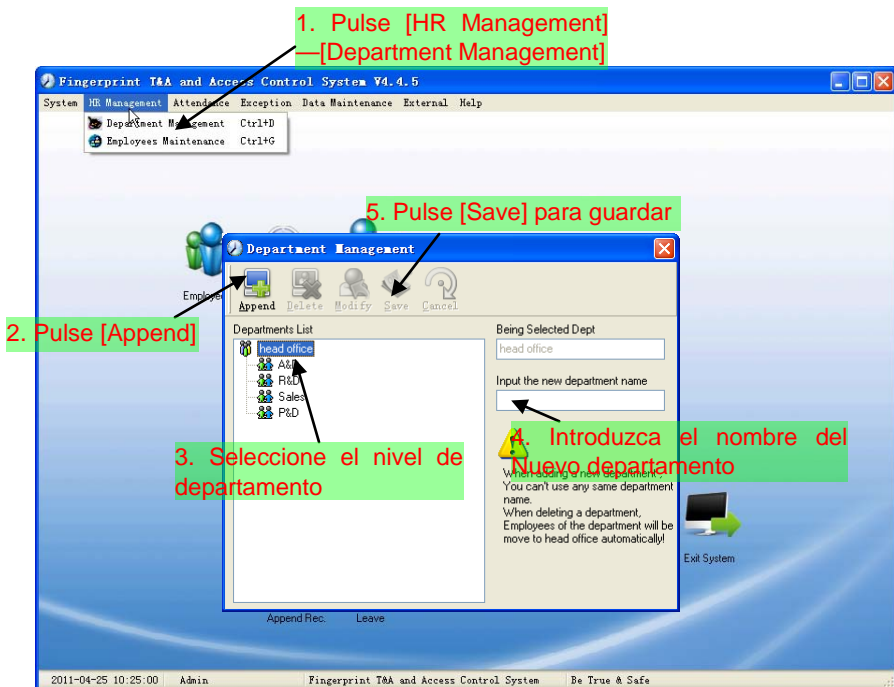 1. Pulse [HR Management]
—[Department Management]
Fingerprint T&A and Access Control System V4.4.5
System HR Management Attendance Exception Data Maintenance External Help
Department Management Ctrl+D
Employees Maintenance Ctrl+G
5. Pulse [Save] para guardar
Department Management
Employe
Append Delete Modify Save Cancel
2. Pulse [Append]
Departments List
Being Selected Dept
head office
head office
A&D
R&D
Input the new department name
Sales
P&D
4. Introduzca el nombre del
Nuevo departamento
3. Seleccione el nivel de
departamento
When adding a new department,
You can't use any same department
name.
When deleting a department,
Employees of the department will be
move to head office automatically!
Exit System
Append Rec. Leave
2011-04-25 10:25:00 Admin Fingerprint T&A and Access Control System Be True & Safe